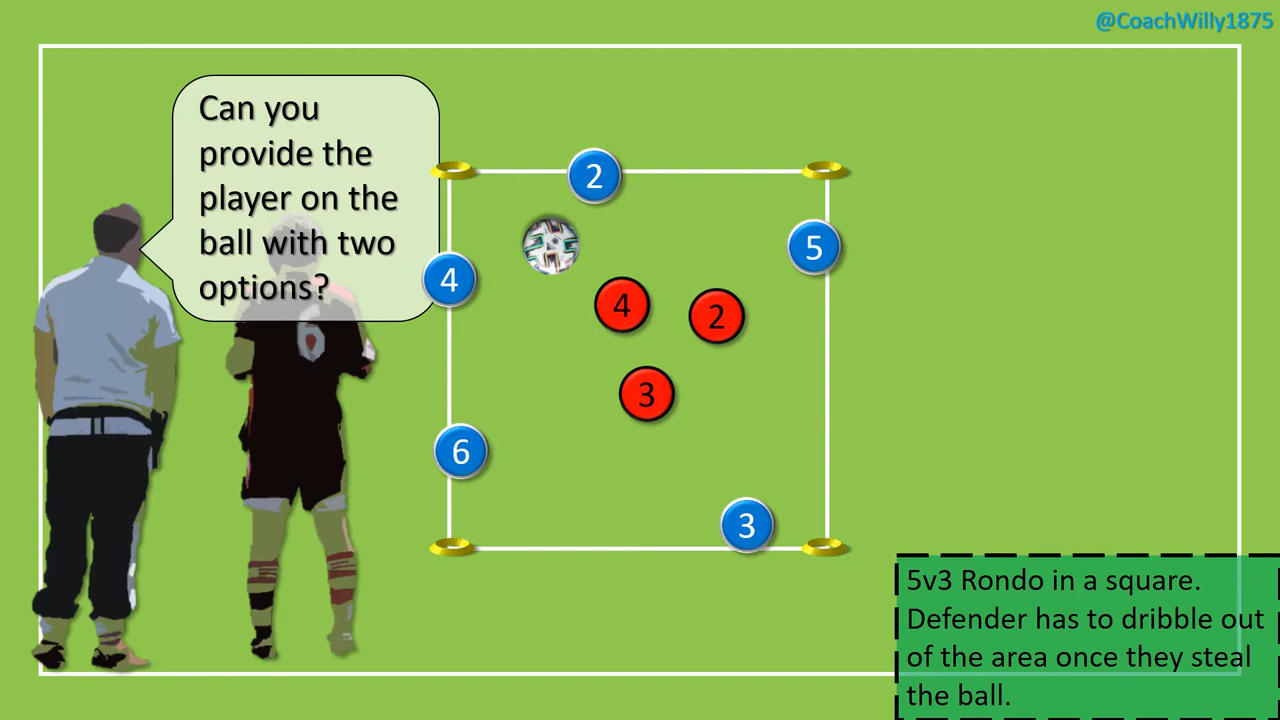 @CoachWilly1875
Can you
provide the
player on the
ball with two
options?
2
5
4
4
2
3
6
3
6
5v3 Rondo in a square.
Defender has to dribble out
of the area once they steal
the ball.